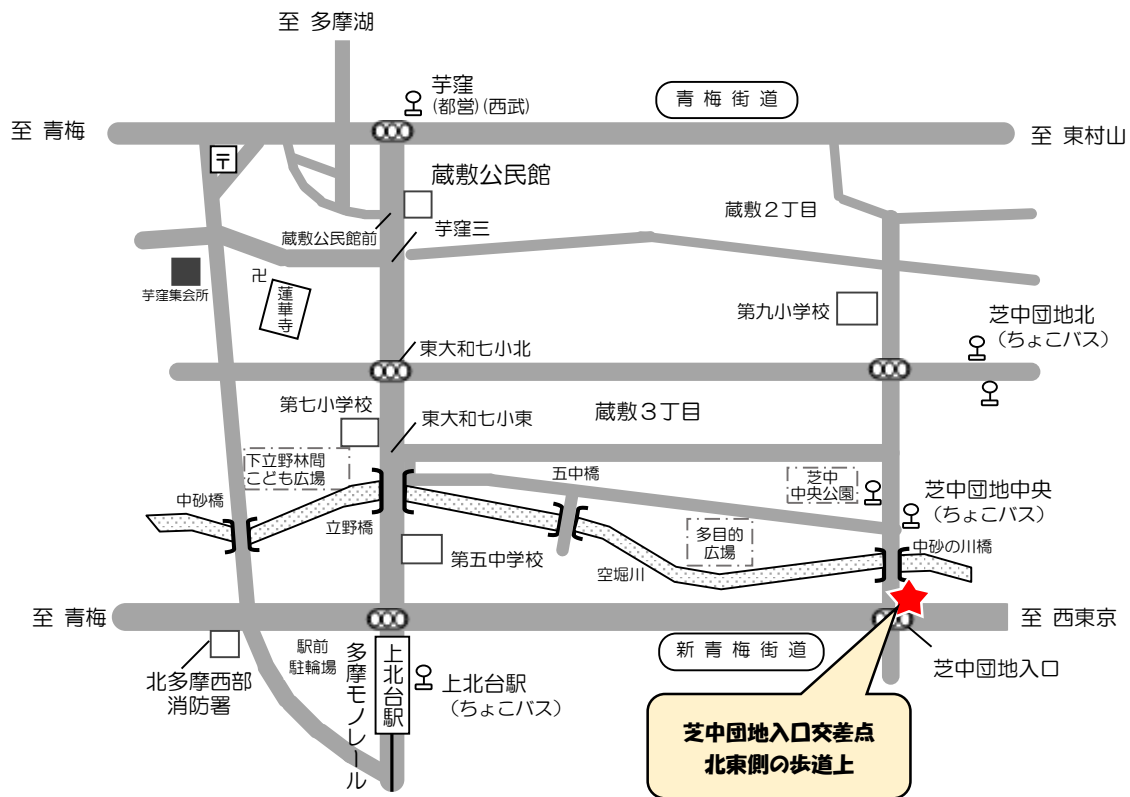 至 多摩湖
芋窪
(都営)(西武)
青梅街道
至 青梅
至 東村山
〒
蔵敷公民館
蔵敷２丁目
蔵敷公民館前
芋窪三
卍
芋窪集会所
蓮華寺
第九小学校
芝中団地北
（ちょこバス）
東大和七小北
第七小学校
蔵敷３丁目
東大和七小東
下立野林間
こども広場
五中橋
芝中
中央公園
芝中団地中央
（ちょこバス）
中砂橋
立野橋
多目的
広場
中砂の川橋
第五中学校
空堀川
至 青梅
至 西東京
駅前
駐輪場
多摩モノレール
上北台駅
新青梅街道
芝中団地入口
北多摩西部
消防署
上北台駅
（ちょこバス）
芝中団地入口交差点
北東側の歩道上